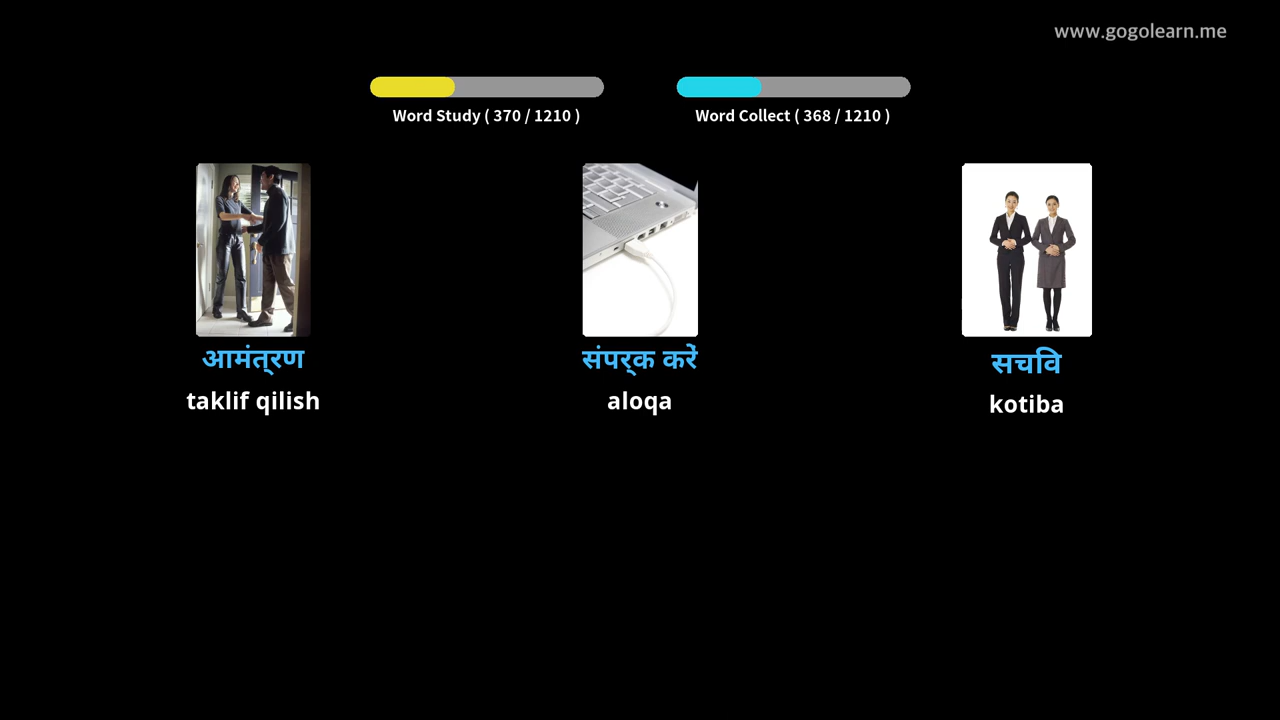 www.gogolearn.me
Word Study ( 370 / 1210 )
Word Collect ( 368 / 1210 )
आमंत्रण
संपर्क करें
सचिव
taklif qilish
aloqa
kotiba